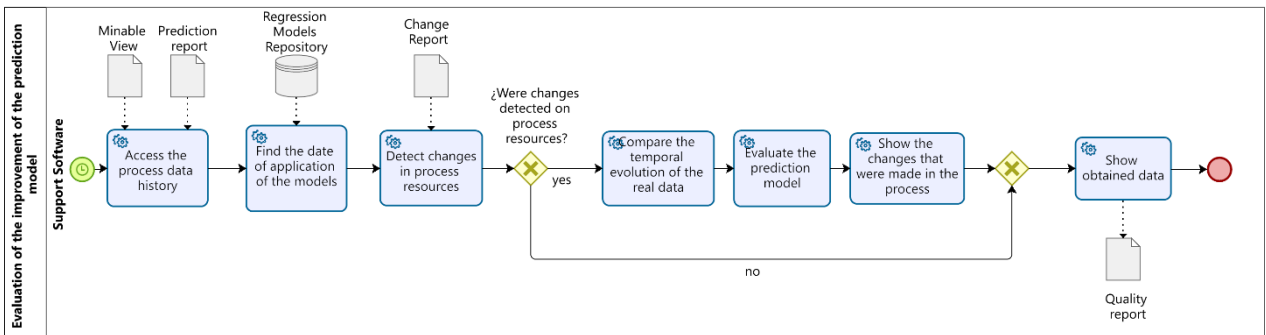 Evaluation of the improvement of the prediction
model
Support Software
Minable
View
Prediction
report
Regression
Models
Repository
Change
Report
Access the
process data
history
Find the date
of application
of the models
Detect changes
in process
resources
¿Were changes
detected on
process
resources?
yes
no
Compare the
temporal
evolution of the
real data
Evaluate the
prediction
model
Show the
changes that
were made in the
process
Show
obtained data
Quality
report